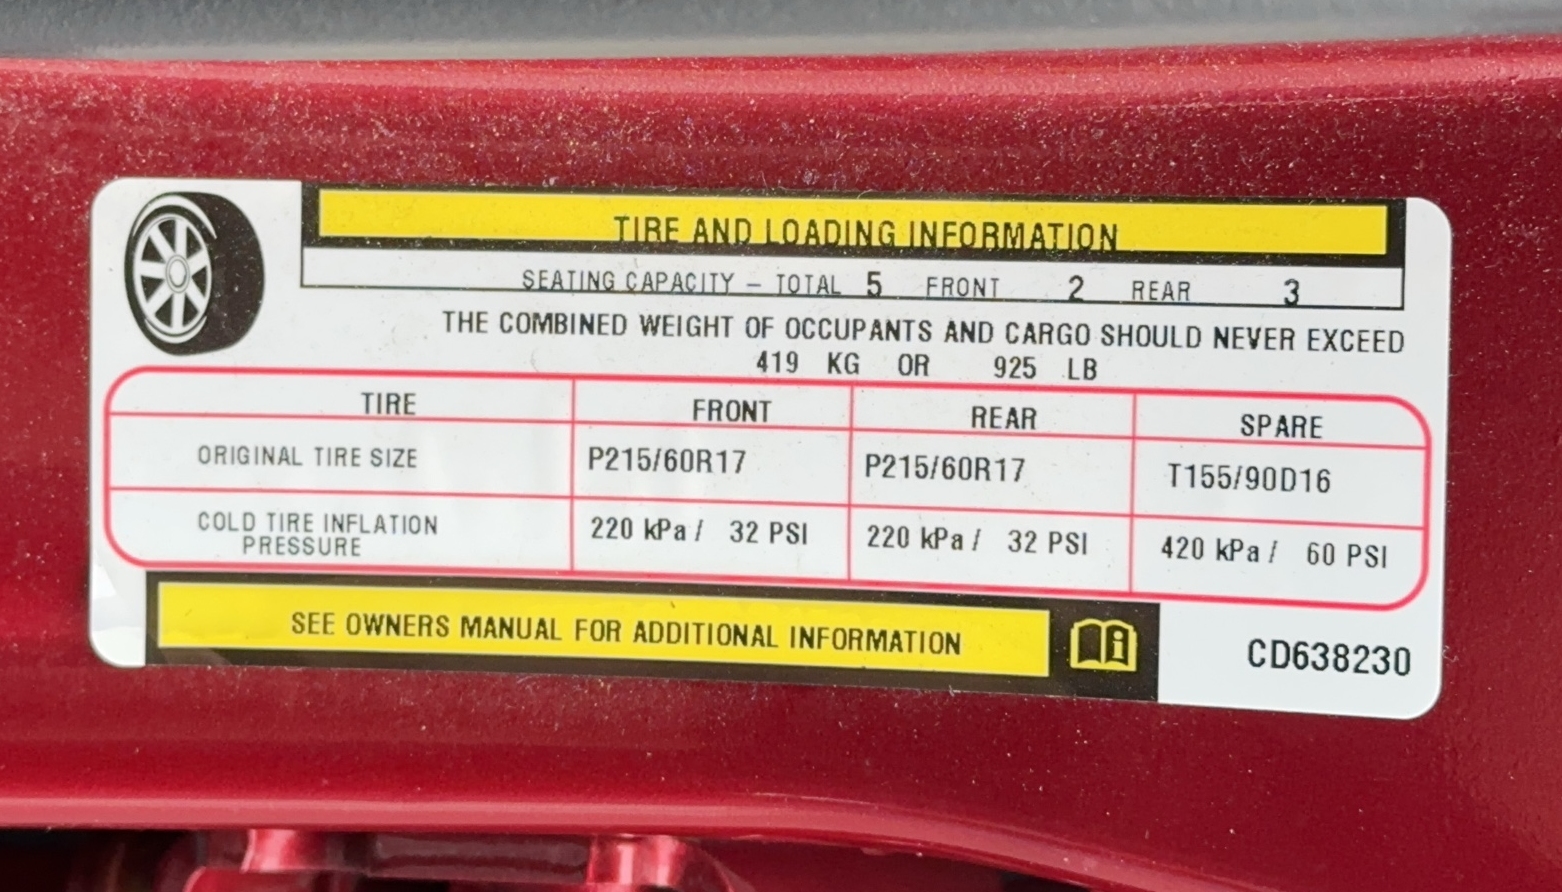 TIRE AND LOADING INFORMATION
SEATING CAPACITY – TOTAL 5 FRONT 2 REAR 3
THE COMBINED WEIGHT OF OCCUPANTS AND CARGO SHOULD NEVER EXCEED
419 KG OR 925 LB
TIRE FRONT REAR SPARE
ORIGINAL TIRE SIZE P215/60R17 P215/60R17 T155/90D16
COLD TIRE INFLATION PRESSURE 220 kPa / 32 PSI 220 kPa / 32 PSI 420 kPa / 60 PSI
SEE OWNERS MANUAL FOR ADDITIONAL INFORMATION i
CD638230